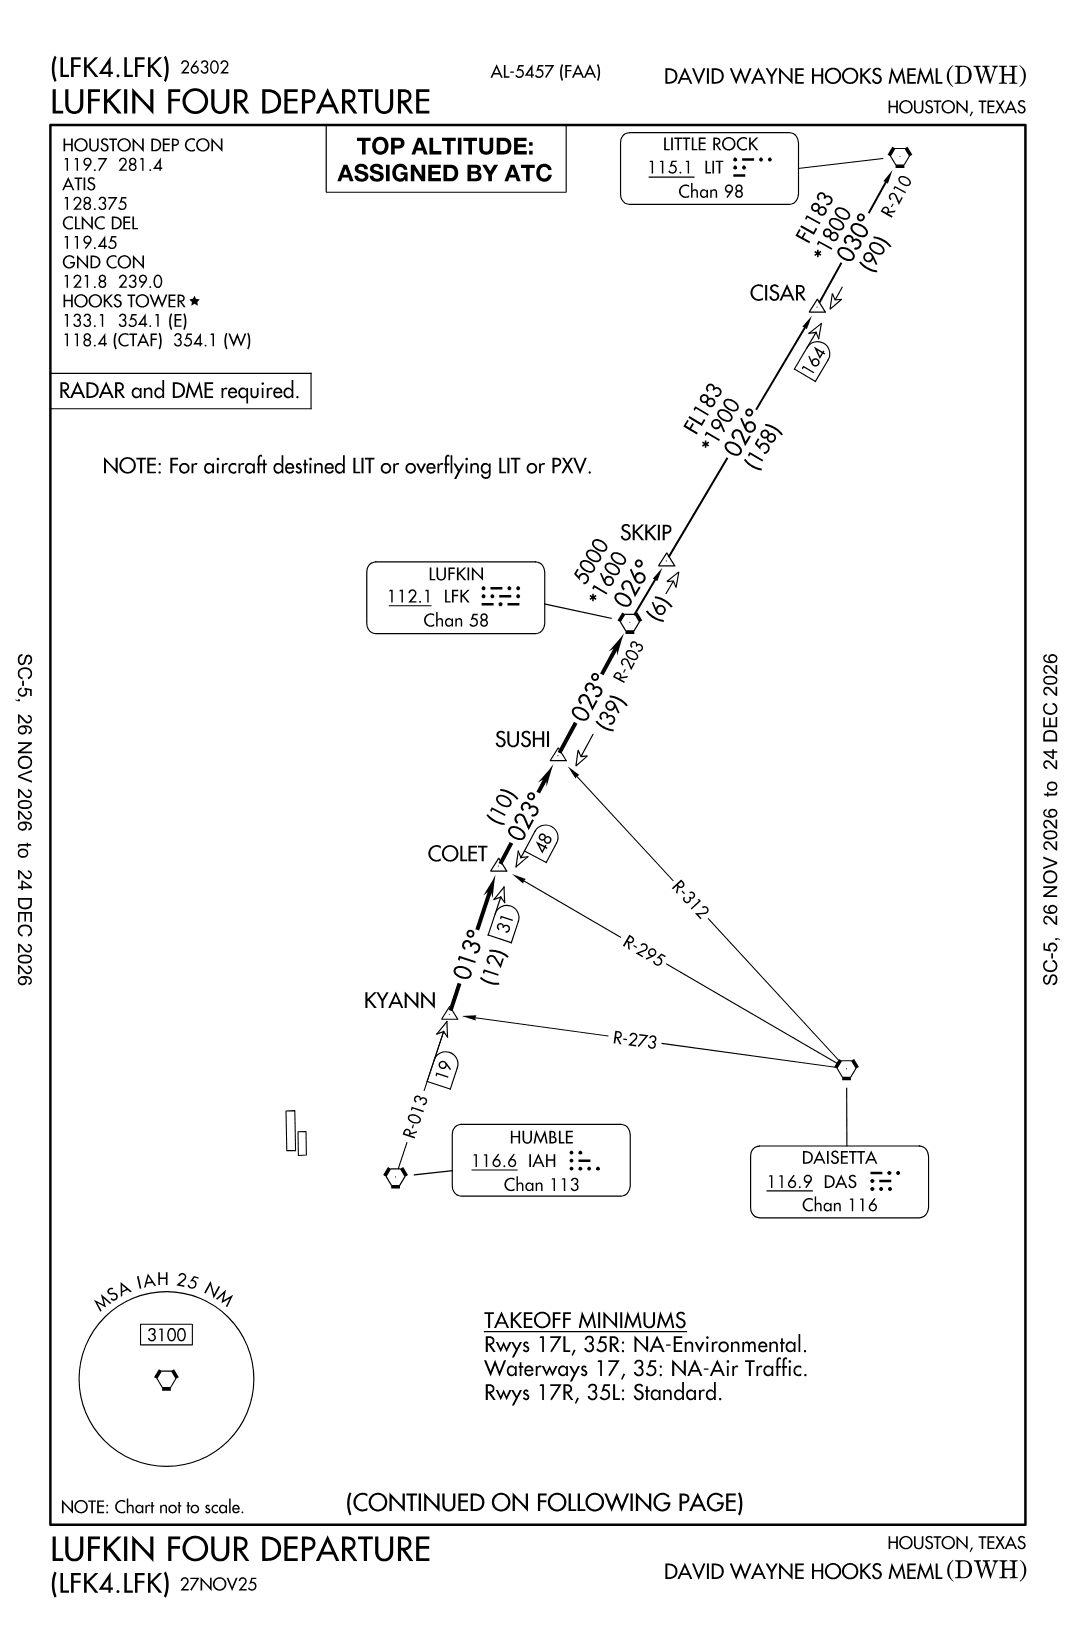 (LFK4.LFK) 26302
AL-5457 (FAA)
DAVID WAYNE HOOKS MEML (DWH)
LUFKIN FOUR DEPARTURE
HOUSTON, TEXAS
HOUSTON DEP CON
119.7 281.4
ATIS
128.375
CLNC DEL
119.45
GND CON
121.8 239.0
HOOKS TOWER ★
133.1 354.1 (E)
118.4 (CTAF) 354.1 (W)
TOP ALTITUDE:
ASSIGNED BY ATC
RADAR and DME required.
NOTE: For aircraft destined LIT or overflying LIT or PXV.
LITTLE ROCK
115.1 LIT
Chan 98
R-210
FL183
*1800
030°
(90)
CISAR
164
FL183
*1900
026°
(158)
SKKIP
5000
*1600
026°
(6)
LUFKIN
112.1 LFK
Chan 58
R-203
023°
(39)
SUSHI
(10)
023°
48
COLET
R-312
R-295
31
013°
(12)
KYANN
R-273
19
R-013
HUMBLE
116.6 IAH
Chan 113
DAISETTA
116.9 DAS
Chan 116
MSA IAH 25 NM
3100
TAKEOFF MINIMUMS
Rwys 17L, 35R: NA-Environmental.
Waterways 17, 35: NA-Air Traffic.
Rwys 17R, 35L: Standard.
NOTE: Chart not to scale.
(CONTINUED ON FOLLOWING PAGE)
LUFKIN FOUR DEPARTURE
(LFK4.LFK) 27NOV25
HOUSTON, TEXAS
DAVID WAYNE HOOKS MEML (DWH)
SC-5, 26 NOV 2026 to 24 DEC 2026
SC-5, 26 NOV 2026 to 24 DEC 2026